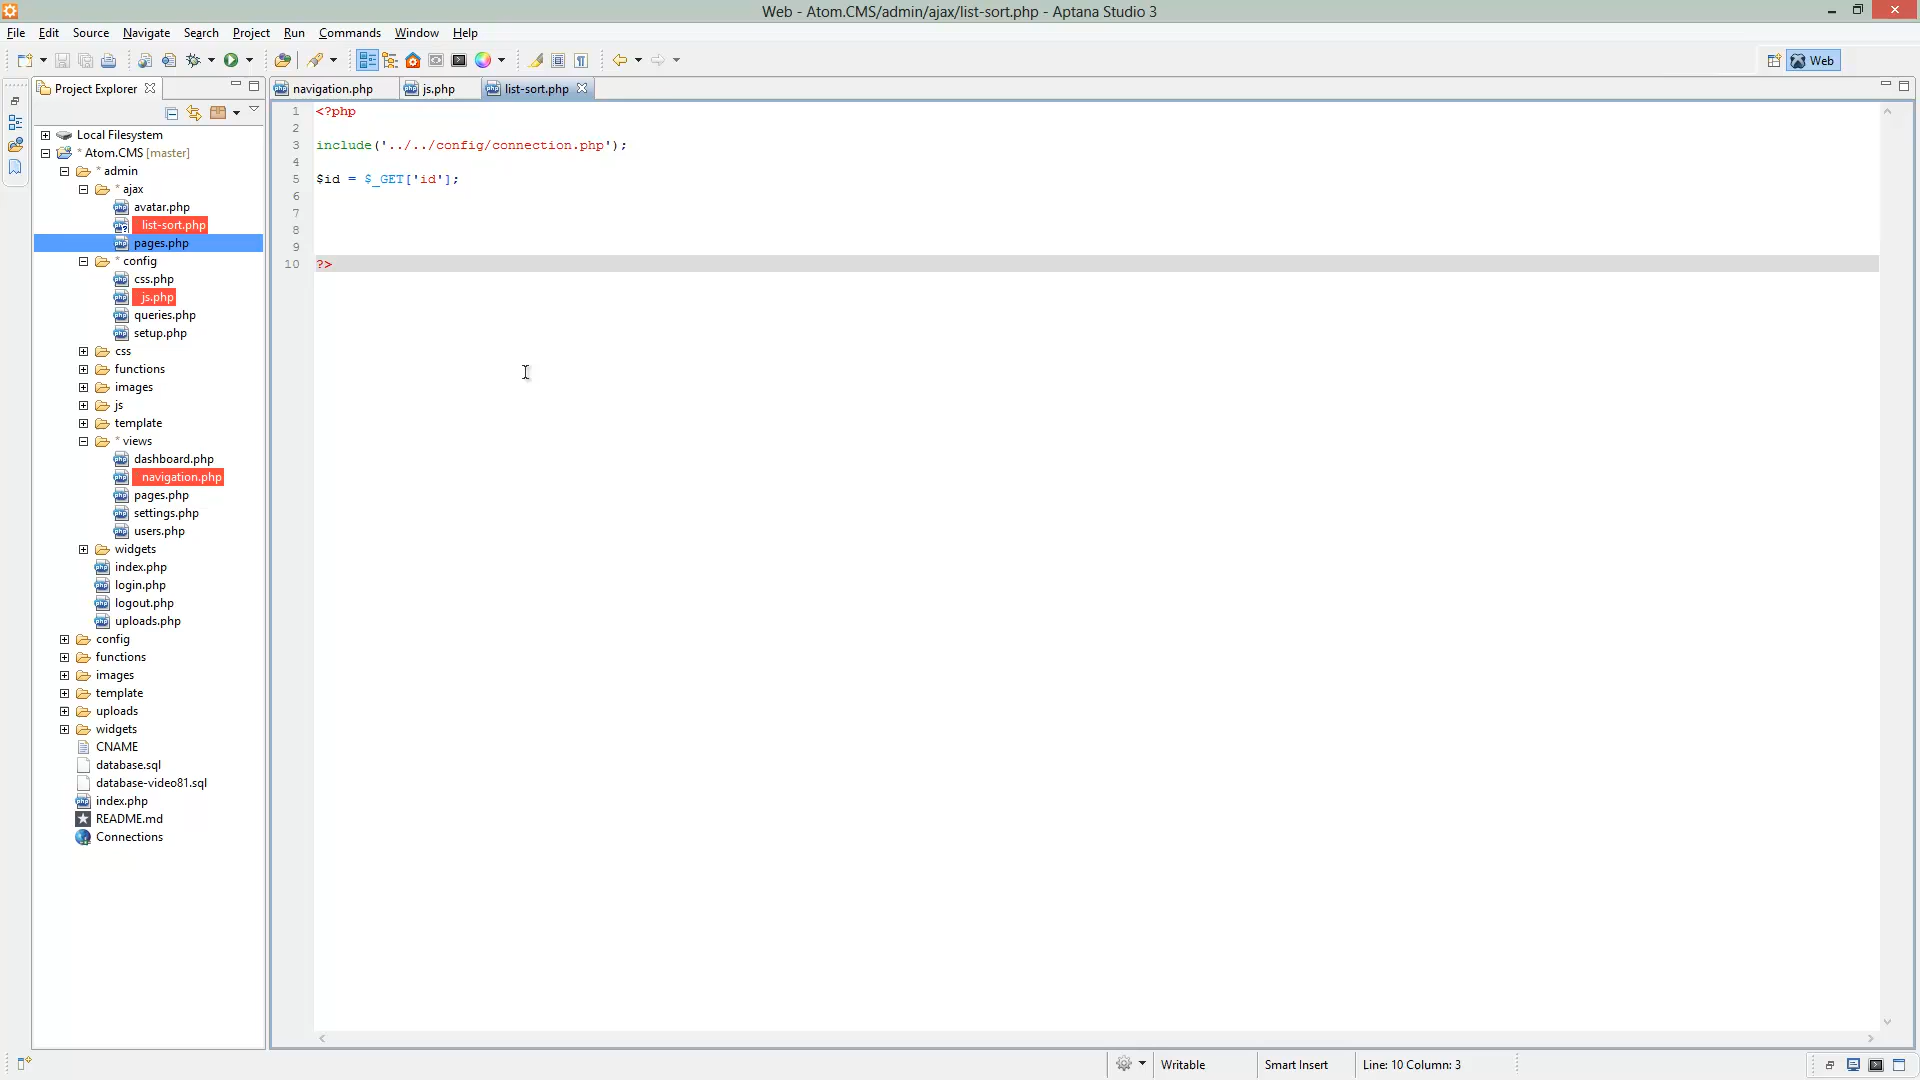 Web - Atom.CMS/admin/ajax/list-sort.php - Aptana Studio 3
File Edit Source Navigate Search Project Run Commands Window Help
Web
Project Explorer
navigation.php js.php list-sort.php
Local Filesystem
* Atom.CMS [master]
* admin
* ajax
avatar.php
list-sort.php
pages.php
* config
css.php
js.php
queries.php
setup.php
css
functions
images
js
template
* views
dashboard.php
navigation.php
pages.php
settings.php
users.php
widgets
index.php
login.php
logout.php
uploads.php
config
functions
images
template
uploads
widgets
CNAME
database.sql
database-video81.sql
index.php
README.md
Connections
1 <?php
2
3 include('../../config/connection.php');
4
5 $id = $_GET['id'];
6
7
8
9
10 ?>
Writable Smart Insert Line: 10 Column: 3